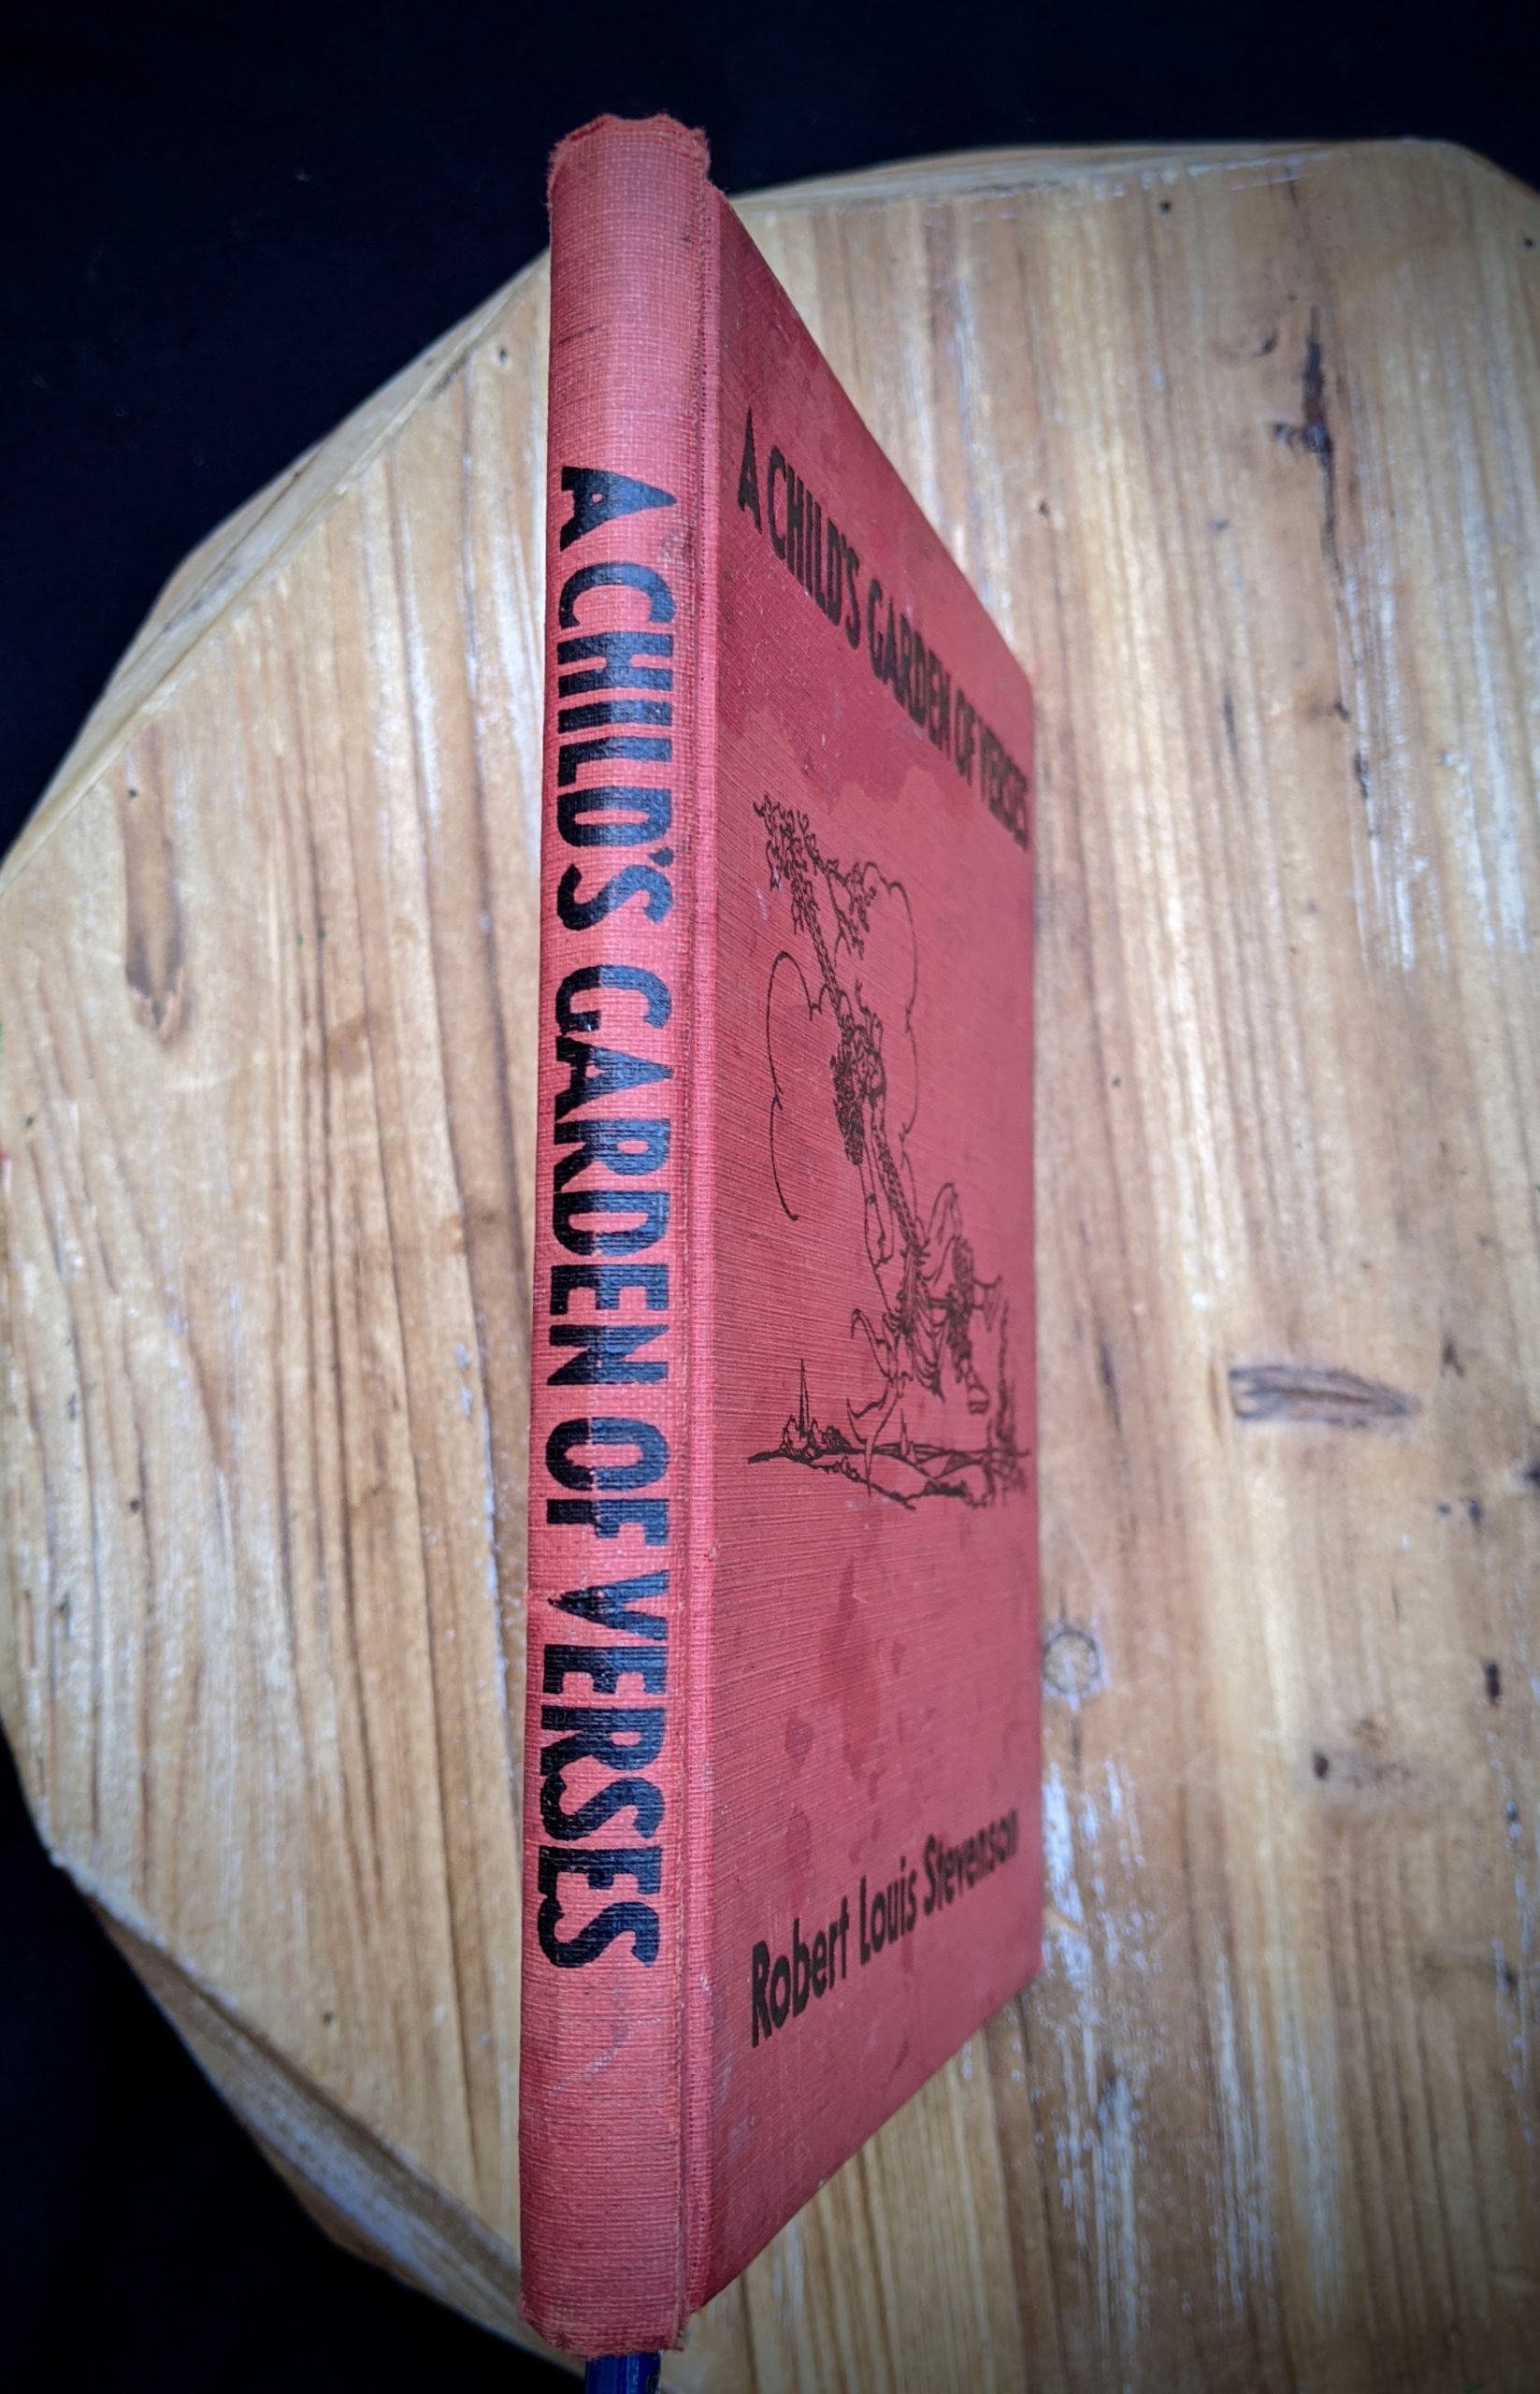 A CHILD'S GARDEN OF VERSES
A CHILD'S GARDEN OF VERSES
Robert Louis Stevenson